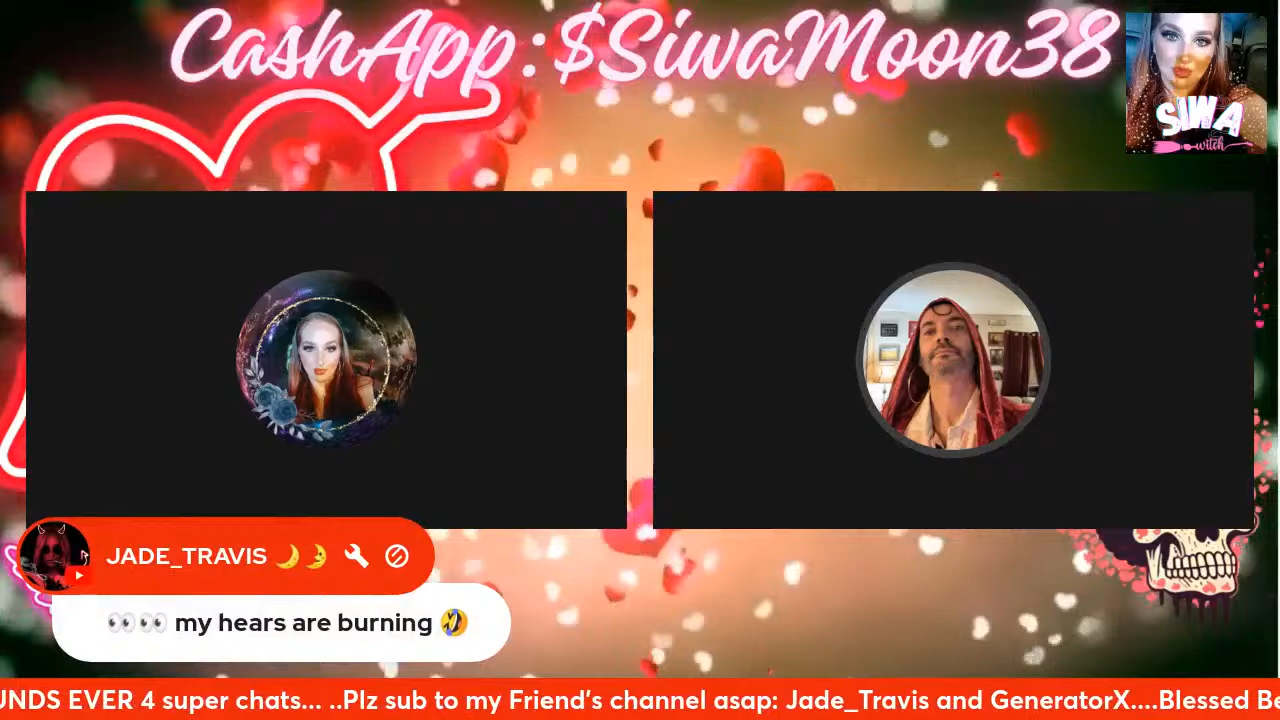 CashApp:$SiwaMoon38
SIWA
witch
JADE_TRAVIS 🌙🌛
👀👀 my hears are burning 🤣
UNDS EVER 4 super chats... ..Plz sub to my Friend's channel asap: Jade_Travis and GeneratorX....Blessed Be